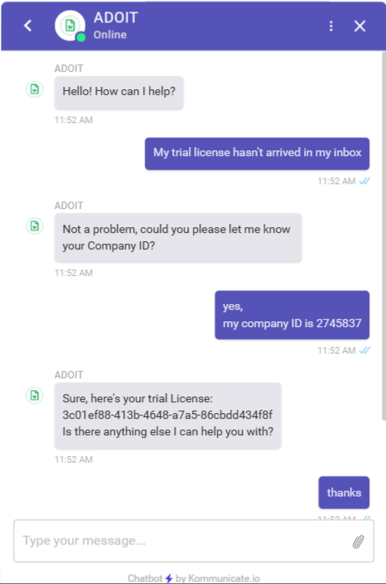 ADOIT
Online
ADOIT
Hello! How can I help?
11:52 AM
My trial license hasn't arrived in my inbox
11:52 AM
ADOIT
Not a problem, could you please let me know
your Company ID?
11:52 AM
yes,
my company ID is 2745837
11:52 AM
ADOIT
Sure, here's your trial License:
3c01ef88-413b-4648-a7a5-86cbdd434f8f
Is there anything else I can help you with?
11:52 AM
thanks
11:52 AM
Type your message...
Chatbot by Kommunicate.io